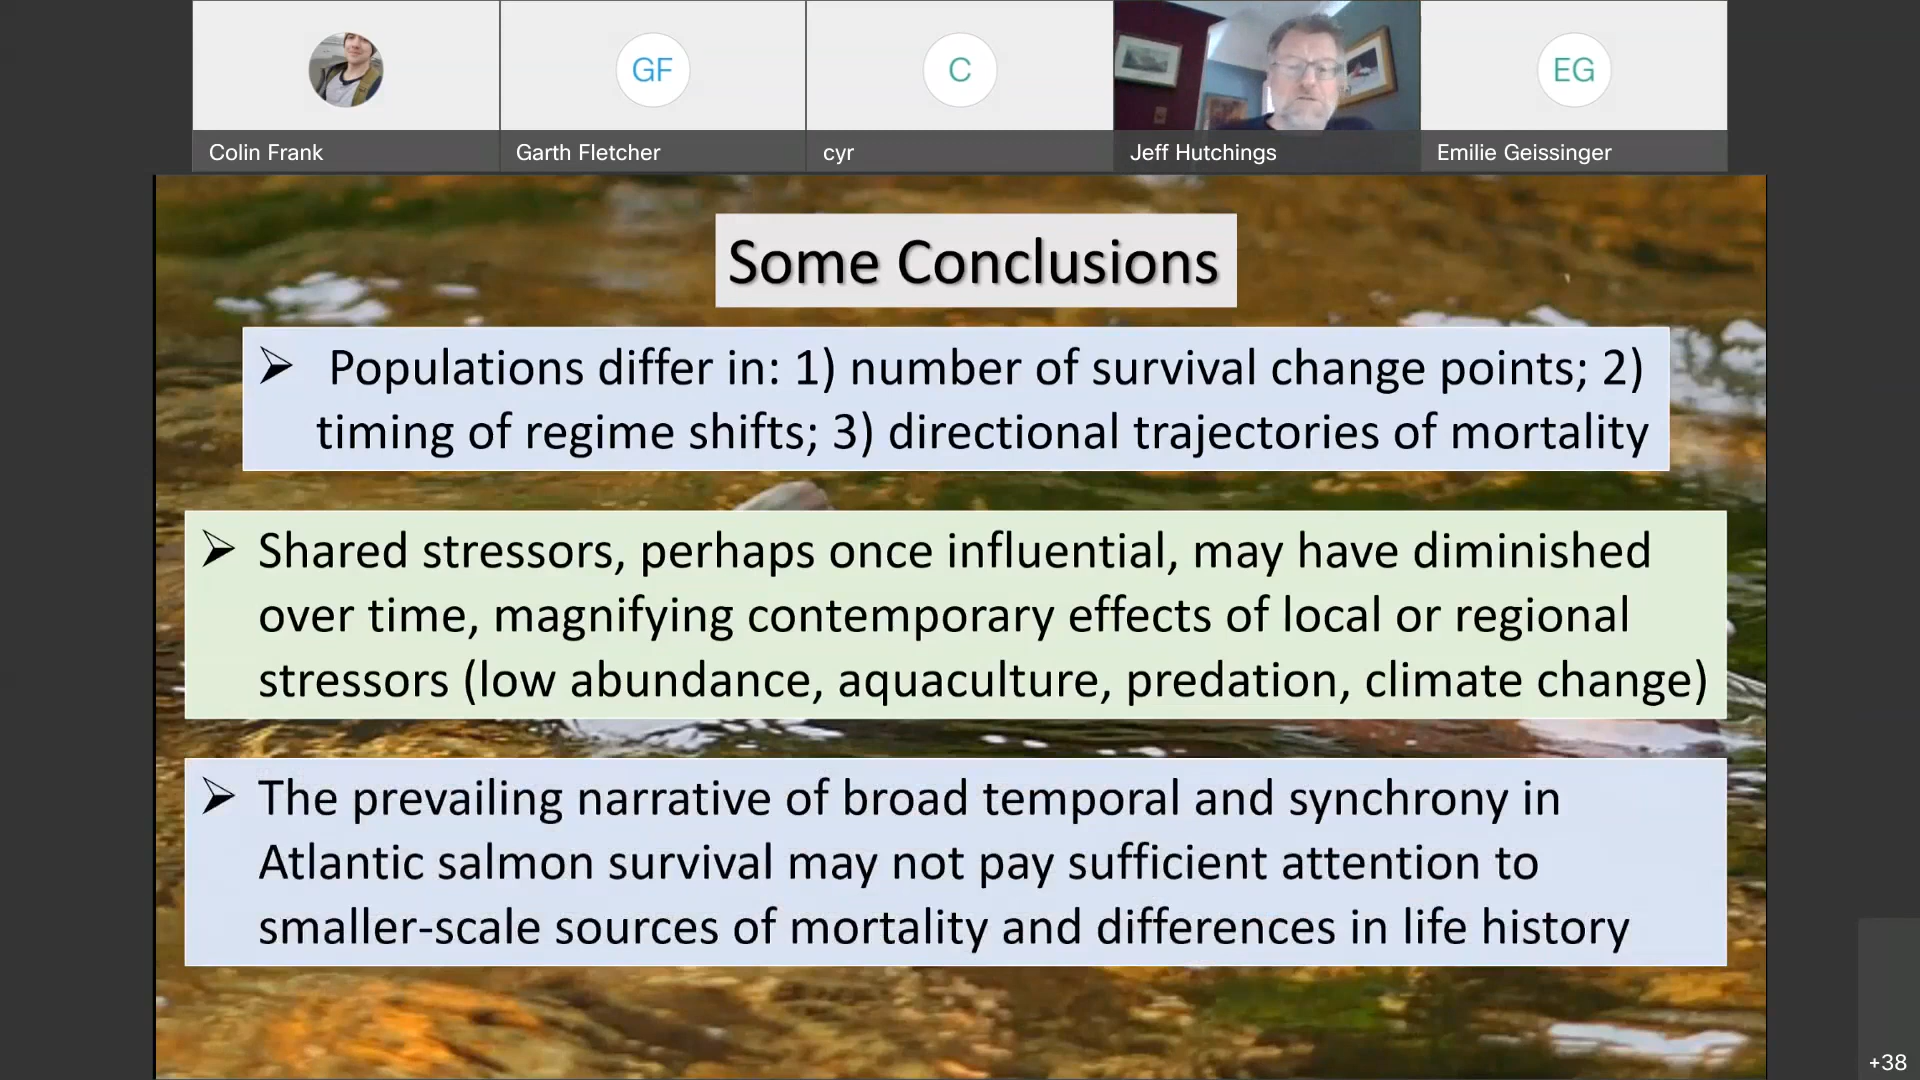 GF
C
EG
Colin Frank
Garth Fletcher
cyr
Jeff Hutchings
Emilie Geissinger
Some Conclusions
➢ Populations differ in: 1) number of survival change points; 2)
timing of regime shifts; 3) directional trajectories of mortality
➢ Shared stressors, perhaps once influential, may have diminished
over time, magnifying contemporary effects of local or regional
stressors (low abundance, aquaculture, predation, climate change)
➢ The prevailing narrative of broad temporal and synchrony in
Atlantic salmon survival may not pay sufficient attention to
smaller-scale sources of mortality and differences in life history
+38